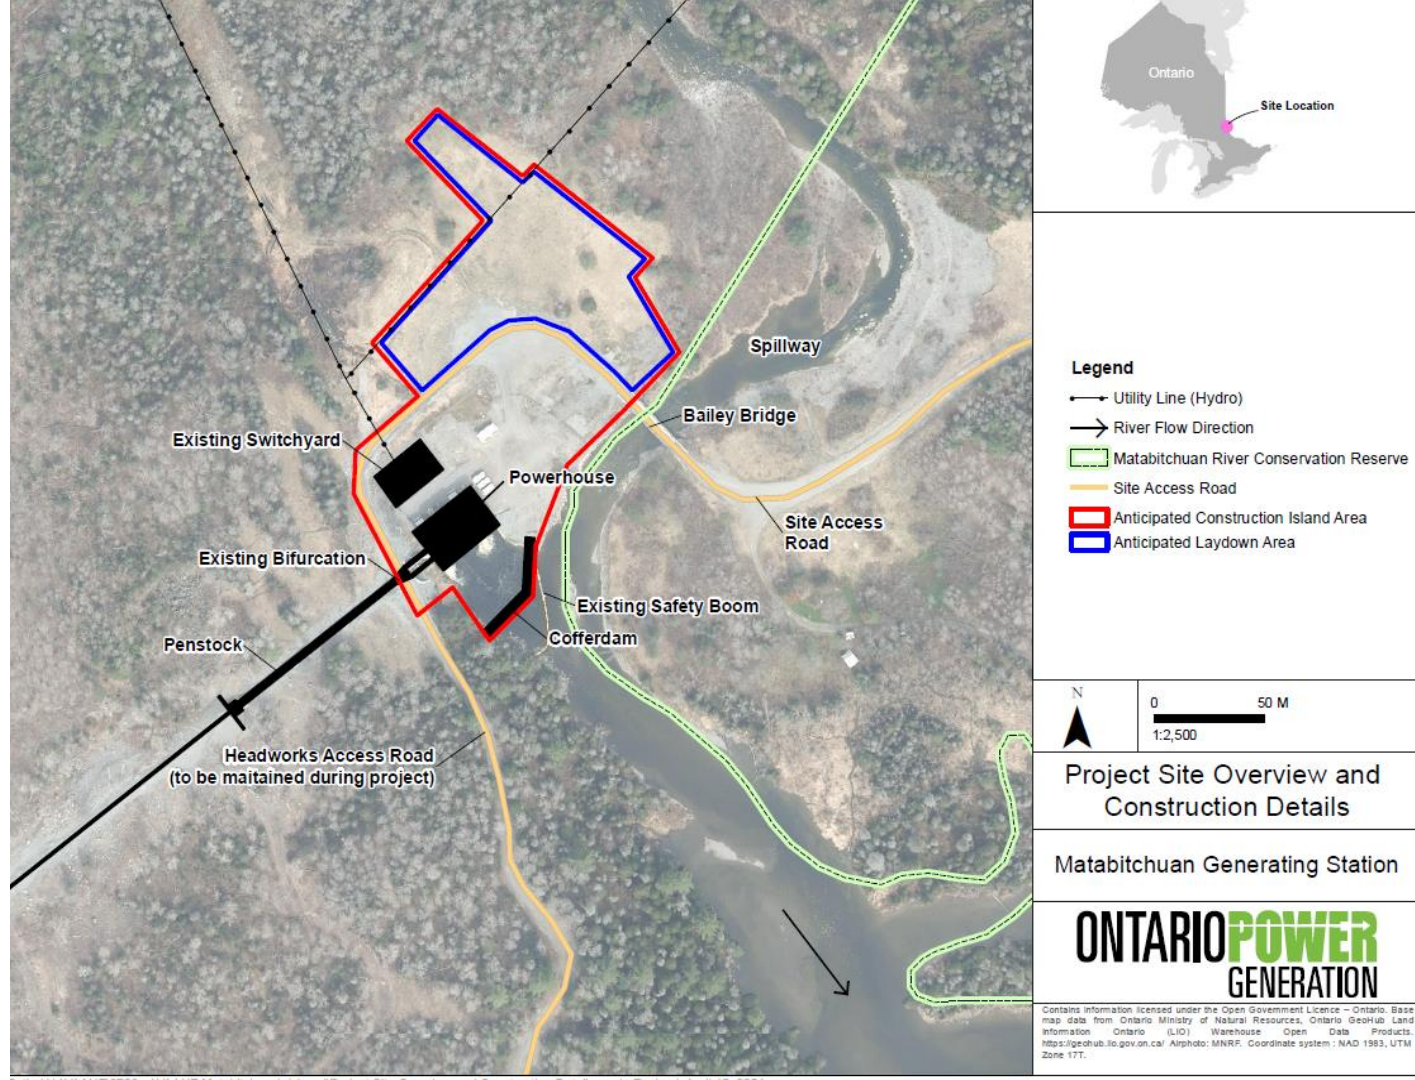 Ontario
Site Location
Spillway
Bailey Bridge
Existing Switchyard
Powerhouse
Site Access
Road
Existing Bifurcation
Existing Safety Boom
Cofferdam
Penstock
Headworks Access Road
(to be maitained during project)
Legend
Utility Line (Hydro)
River Flow Direction
Matabitchuan River Conservation Reserve
Site Access Road
Anticipated Construction Island Area
Anticipated Laydown Area
N
0 50 M
1:2,500
Project Site Overview and
Construction Details
Matabitchuan Generating Station
ONTARIOPOWER
GENERATION
Contains information licensed under the Open Government Licence – Ontario. Base
map data from Ontario Ministry of Natural Resources, Ontario GeoHub Land
Information Ontario (LIO) Warehouse Open Data Products.
https://geohub.lio.gov.on.ca/ Airphoto: MNRF. Coordinate system : NAD 1983, UTM
Zone 17T.